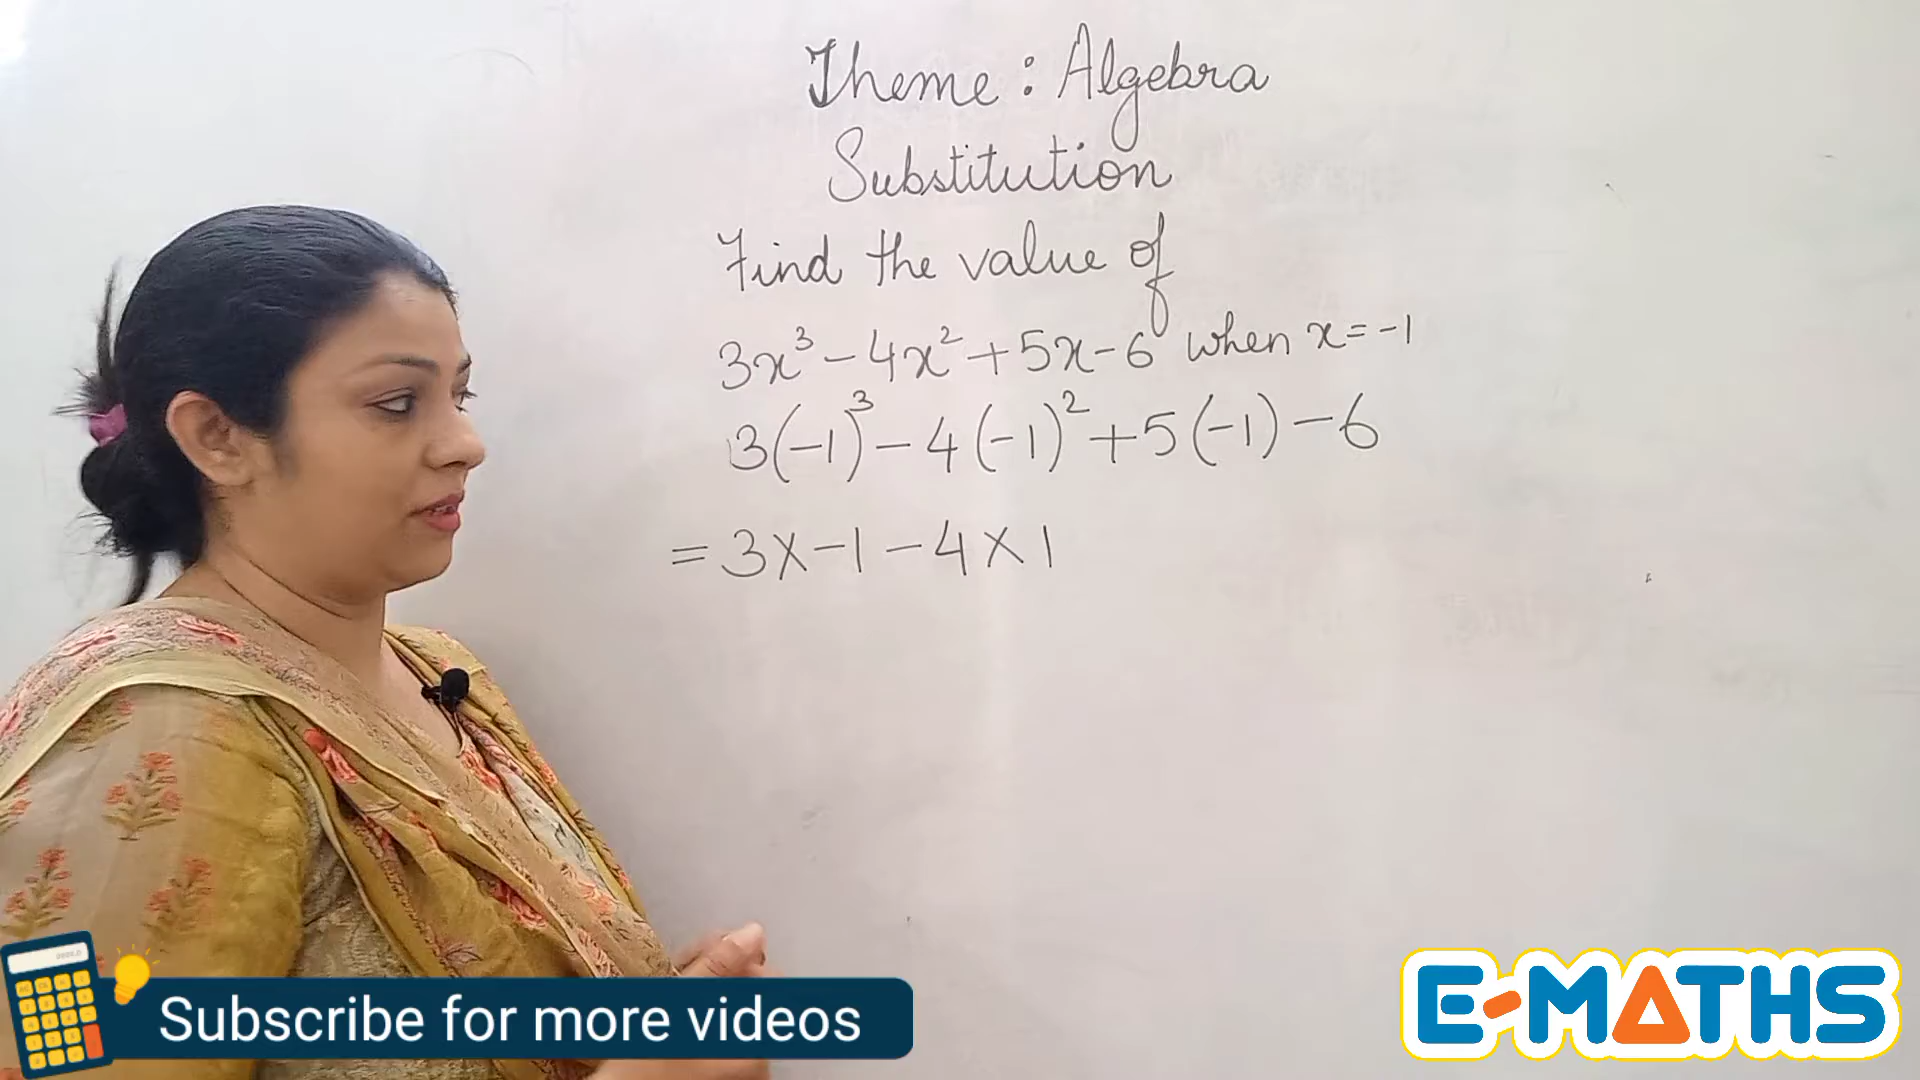 Theme : Algebra
Substitution
Find the value of
3x³ - 4x² + 5x - 6 when x = -1
3(-1)³ - 4(-1)² + 5(-1) - 6
= 3 X -1 - 4 X 1
Subscribe for more videos
E-MATHS